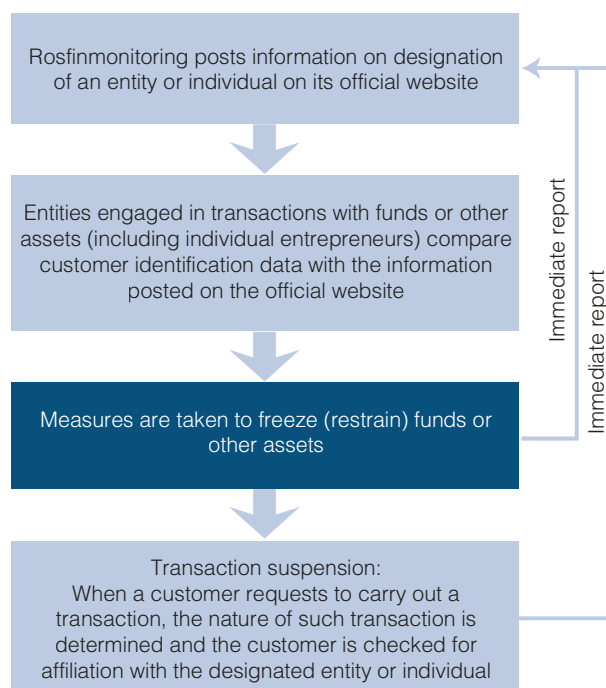 Rosfinmonitoring posts information on designation
of an entity or individual on its official website
Entities engaged in transactions with funds or other
assets (including individual entrepreneurs) compare
customer identification data with the information
posted on the official website
Measures are taken to freeze (restrain) funds or
other assets
Transaction suspension:
When a customer requests to carry out a
transaction, the nature of such transaction is
determined and the customer is checked for
affiliation with the designated entity or individual
Immediate report
Immediate report